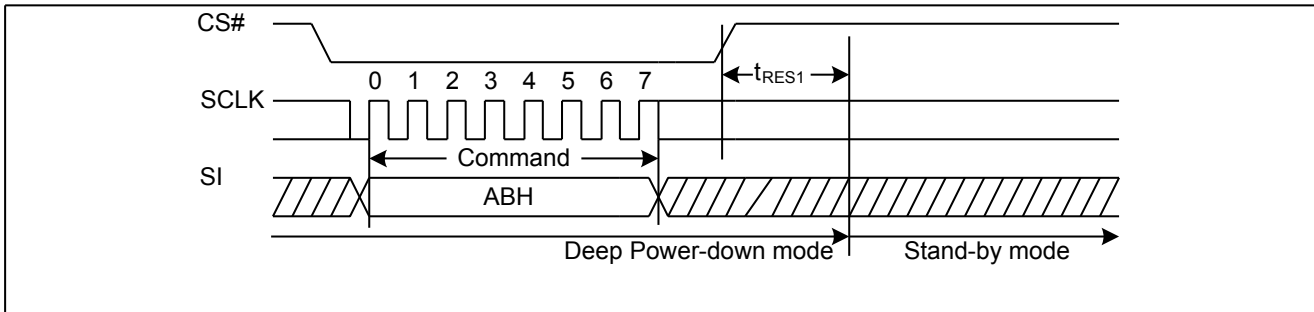 CS#
tRES1
0 1 2 3 4 5 6 7
SCLK
Command
SI
ABH
Deep Power-down mode Stand-by mode